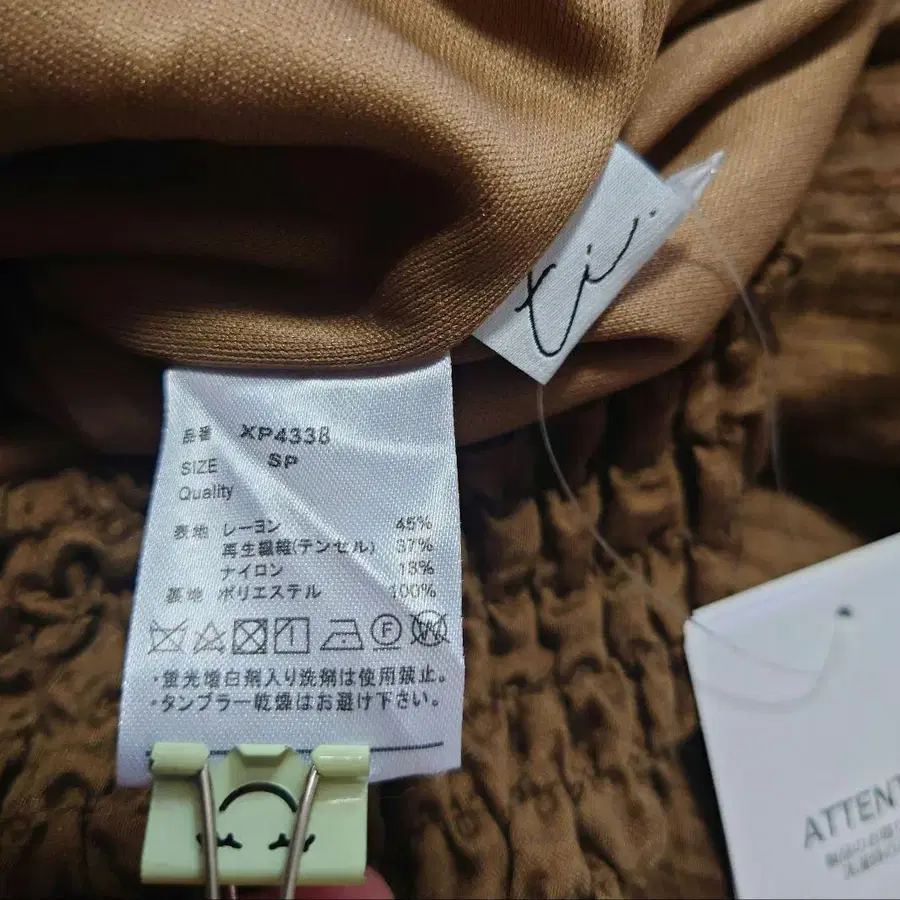 ti.
品番 XP4338
SIZE SP
Quality
表地 レーヨン 45%
再生繊維(テンセル) 37%
ナイロン 18%
裏地 ポリエステル 100%
F
W
・蛍光増白剤入り洗剤は使用禁止。
・タンブラー乾燥はお避け下さい。
ATTENT